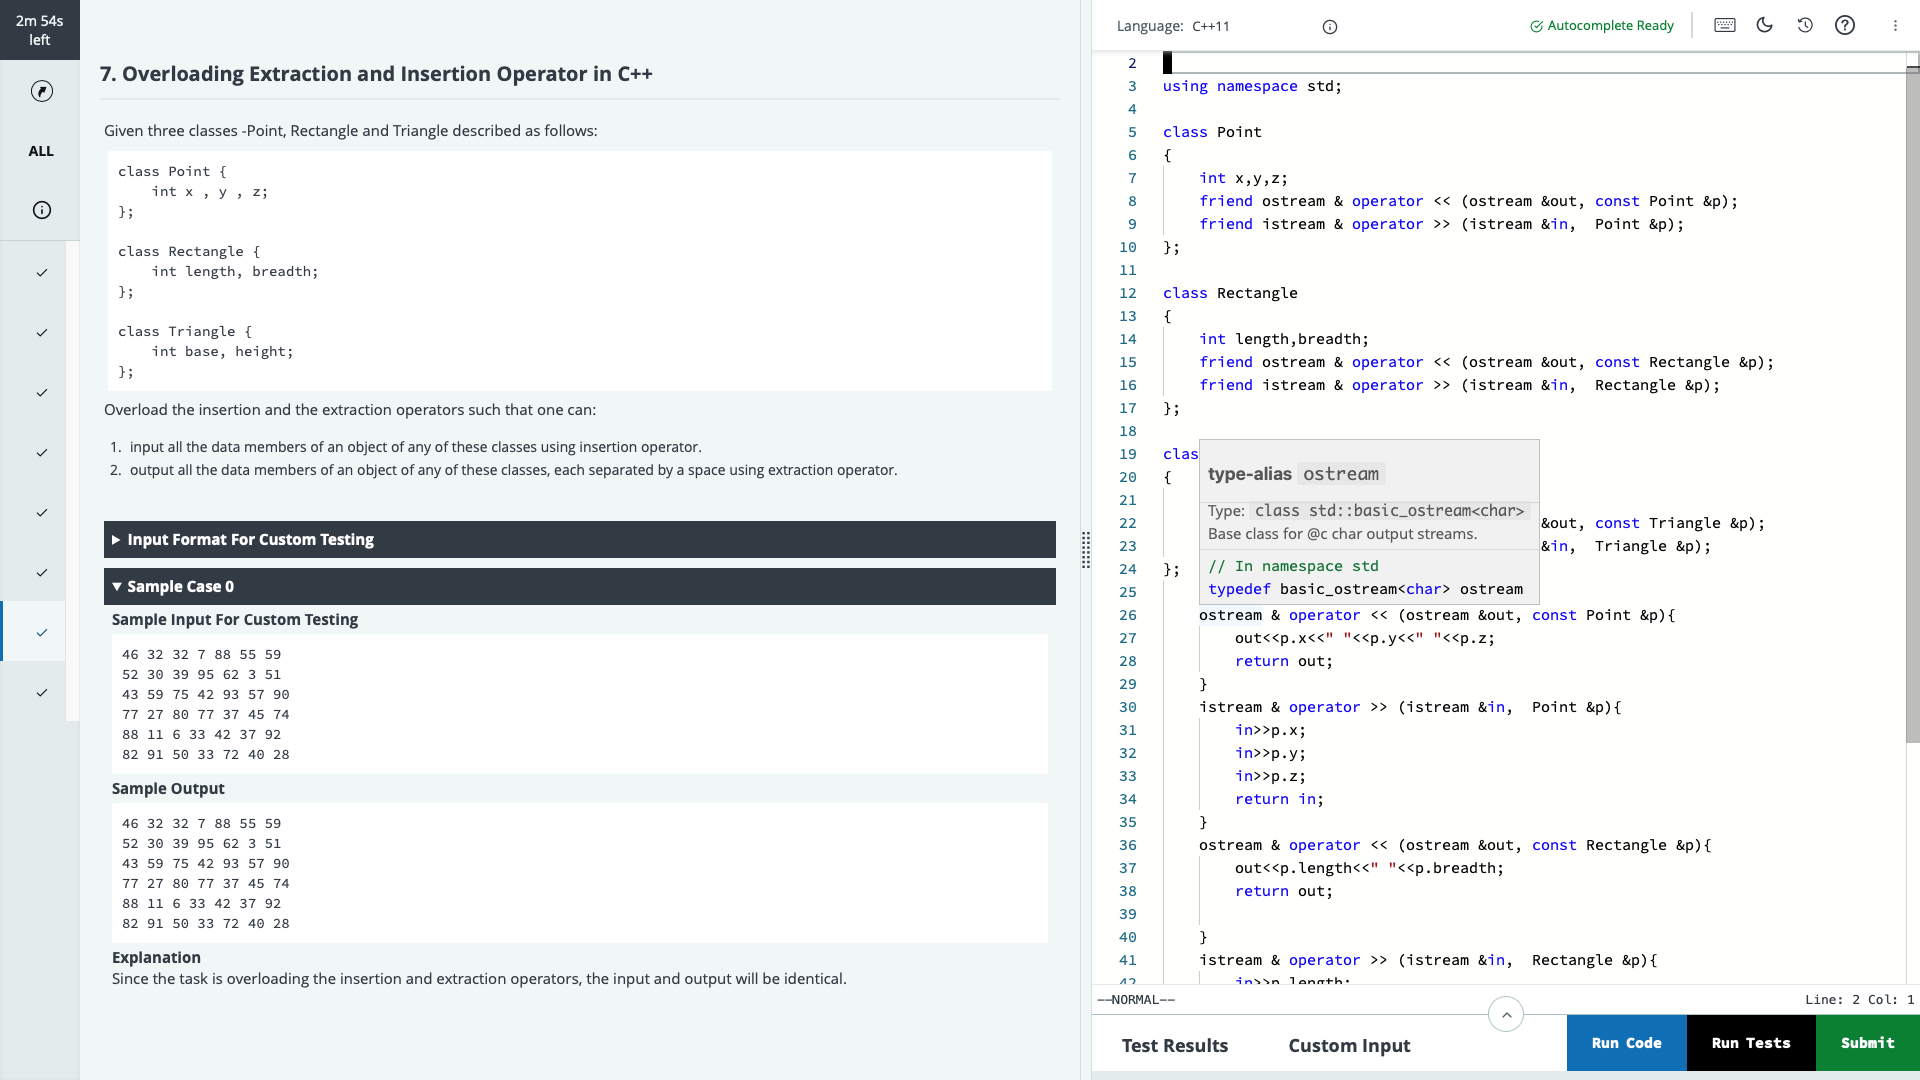 2m 54s
left
ALL
7. Overloading Extraction and Insertion Operator in C++
Given three classes -Point, Rectangle and Triangle described as follows:
class Point {
    int x , y , z;
};
class Rectangle {
    int length, breadth;
};
class Triangle {
    int base, height;
};
Overload the insertion and the extraction operators such that one can:
1. input all the data members of an object of any of these classes using insertion operator.
2. output all the data members of an object of any of these classes, each separated by a space using extraction operator.
Input Format For Custom Testing
Sample Case 0
Sample Input For Custom Testing
46 32 32 7 88 55 59
52 30 39 95 62 3 51
43 59 75 42 93 57 90
77 27 80 77 37 45 74
88 11 6 33 42 37 92
82 91 50 33 72 40 28
Sample Output
46 32 32 7 88 55 59
52 30 39 95 62 3 51
43 59 75 42 93 57 90
77 27 80 77 37 45 74
88 11 6 33 42 37 92
82 91 50 33 72 40 28
Explanation
Since the task is overloading the insertion and extraction operators, the input and output will be identical.
Language: C++11
Autocomplete Ready
2
3 using namespace std;
4
5 class Point
6 {
7     int x,y,z;
8     friend ostream & operator << (ostream &out, const Point &p);
9     friend istream & operator >> (istream &in,  Point &p);
10 };
11
12 class Rectangle
13 {
14     int length,breadth;
15     friend ostream & operator << (ostream &out, const Rectangle &p);
16     friend istream & operator >> (istream &in,  Rectangle &p);
17 };
18
19 clas
20 {
21
22 &out, const Triangle &p);
23 &in,  Triangle &p);
24 };
25
type-alias ostream
Type: class std::basic_ostream<char>
Base class for @c char output streams.
// In namespace std
typedef basic_ostream<char> ostream
26     ostream & operator << (ostream &out, const Point &p){
27         out<<p.x<<" "<<p.y<<" "<<p.z;
28         return out;
29     }
30     istream & operator >> (istream &in,  Point &p){
31         in>>p.x;
32         in>>p.y;
33         in>>p.z;
34         return in;
35     }
36     ostream & operator << (ostream &out, const Rectangle &p){
37         out<<p.length<<" "<<p.breadth;
38         return out;
39
40     }
41     istream & operator >> (istream &in,  Rectangle &p){
42         in>>p.length;
--NORMAL--
Line: 2 Col: 1
Test Results
Custom Input
Run Code
Run Tests
Submit